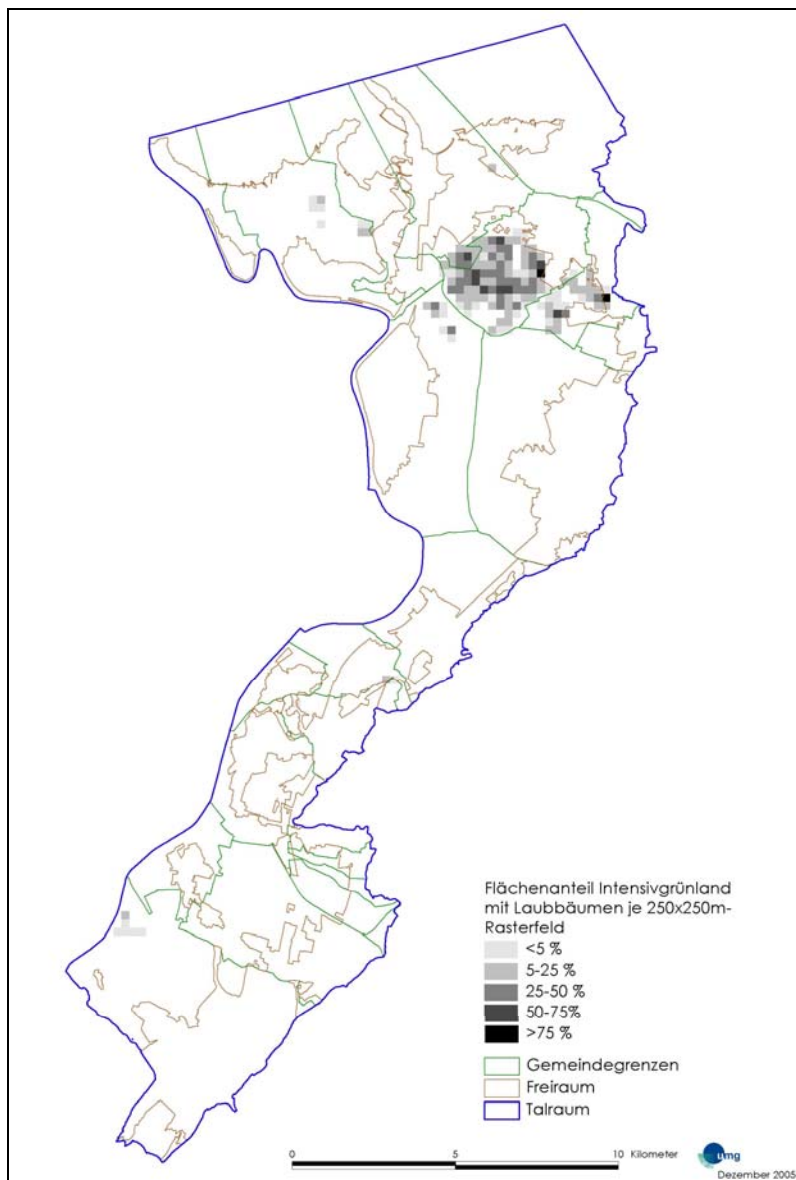 Flächenanteil Intensivgrünland
mit Laubbäumen je 250x250m-
Rasterfeld
<5 %
5-25 %
25-50 %
50-75%
>75 %
Gemeindegrenzen
Freiraum
Talraum
0 5 Kilometer 10
umg
Dezember 2005